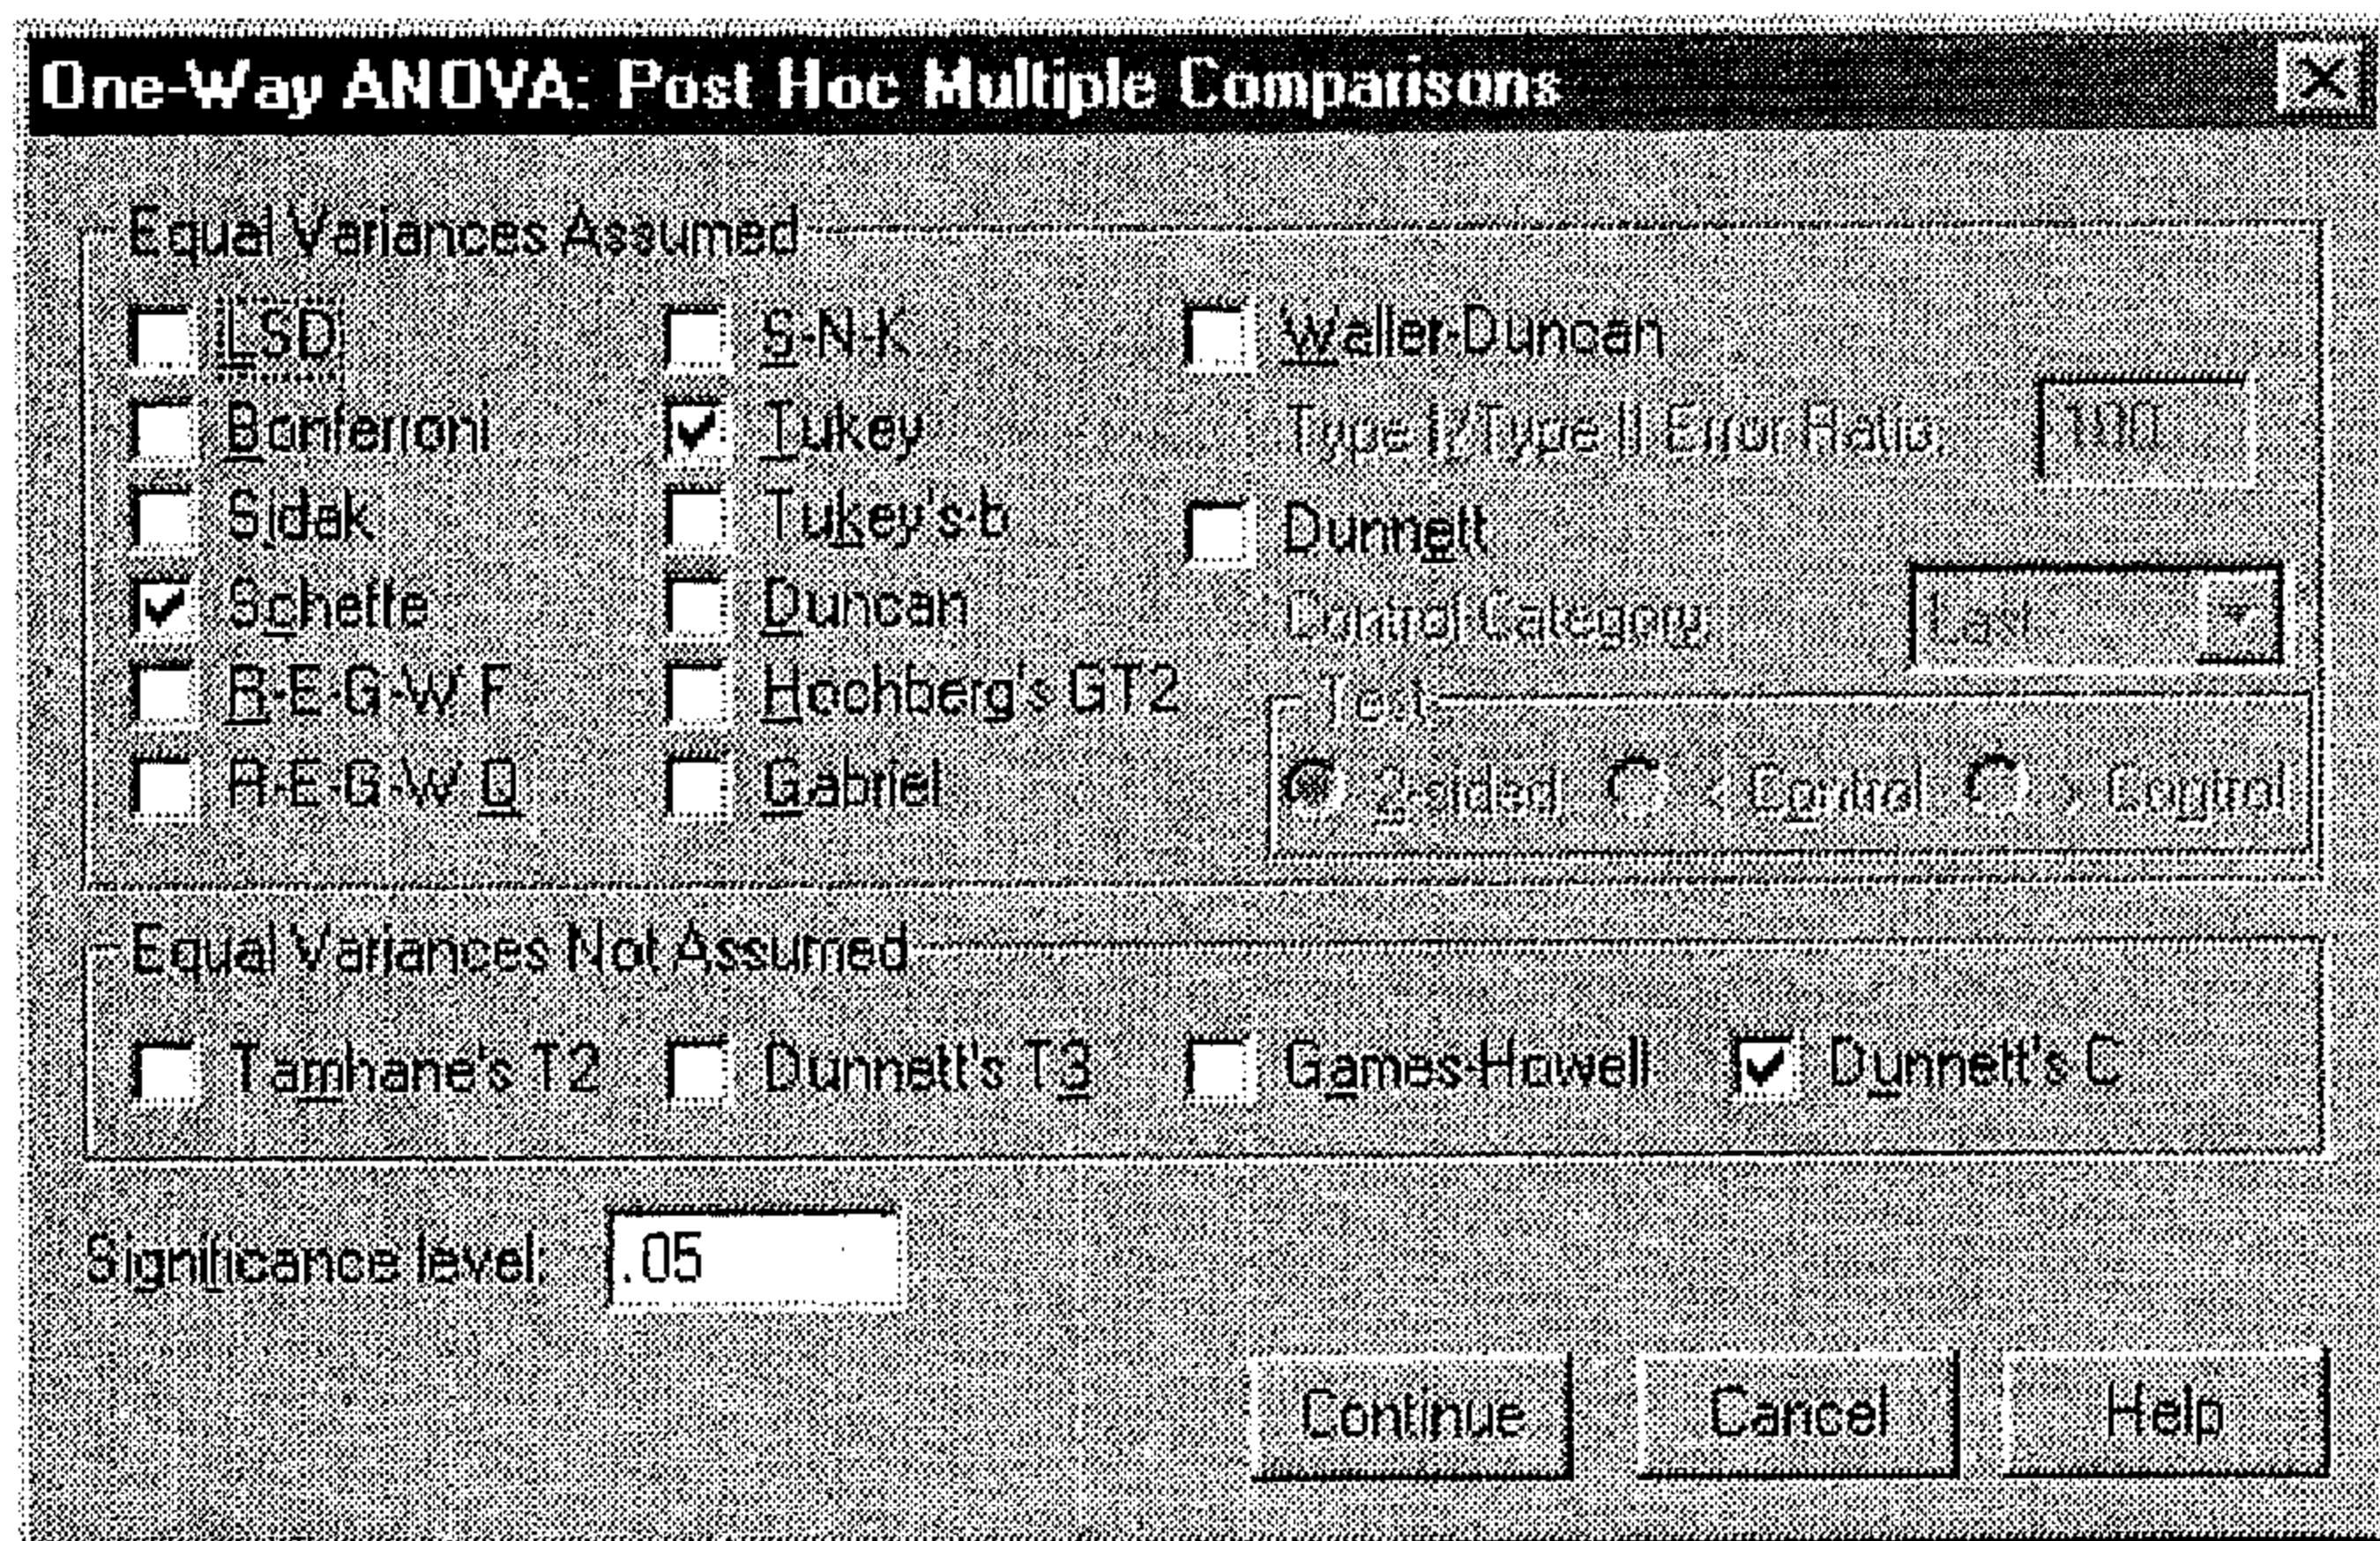 One-Way ANOVA: Post Hoc Multiple Comparisons
Equal Variances Assumed
LSD S-N-K Waller-Duncan
Bonferroni Tukey Type I/Type II Error Ratio: 100
Sidak Tukey's-b Dunnett
Scheffe Duncan Control Category: Last
R-E-G-W F Hochberg's GT2 Test
R-E-G-W Q Gabriel 2-sided < Control > Control
Equal Variances Not Assumed
Tamhane's T2 Dunnett's T3 Games-Howell Dunnett's C
Significance level: .05
Continue Cancel Help